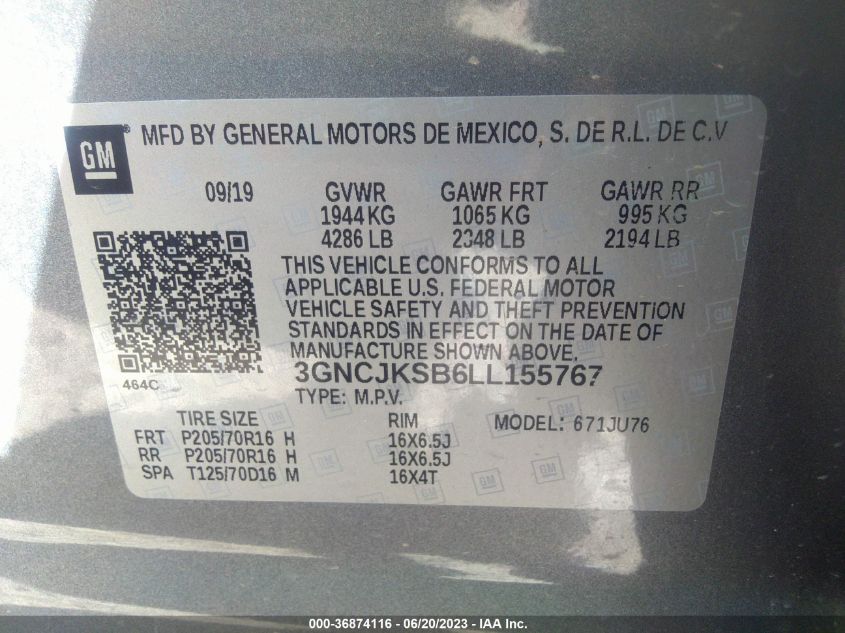 GM
MFD BY GENERAL MOTORS DE MEXICO, S. DE R.L. DE C.V
09/19 GVWR GAWR FRT GAWR RR
1944 KG 1065 KG 995 KG
4286 LB 2348 LB 2194 LB
THIS VEHICLE CONFORMS TO ALL
APPLICABLE U.S. FEDERAL MOTOR
VEHICLE SAFETY AND THEFT PREVENTION
STANDARDS IN EFFECT ON THE DATE OF
MANUFACTURE SHOWN ABOVE.
464C 3GNCJKSB6LL155767
TYPE: M.P.V.
TIRE SIZE RIM MODEL: 671JU76
FRT P205/70R16 H 16X6.5J
RR P205/70R16 H 16X6.5J
SPA T125/70D16 M 16X4T
000-36874116 - 06/20/2023 - IAA Inc.